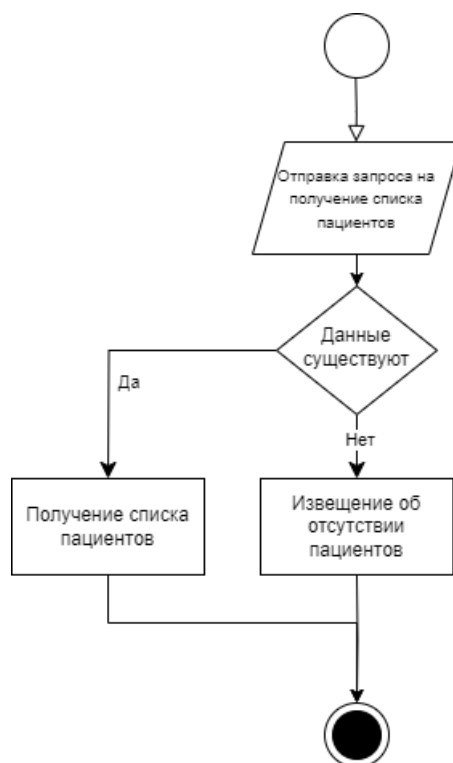 Отправка запроса на
получение списка
пациентов
Данные
существуют
Да
Нет
Получение списка
пациентов
Извещение об
отсутствии
пациентов